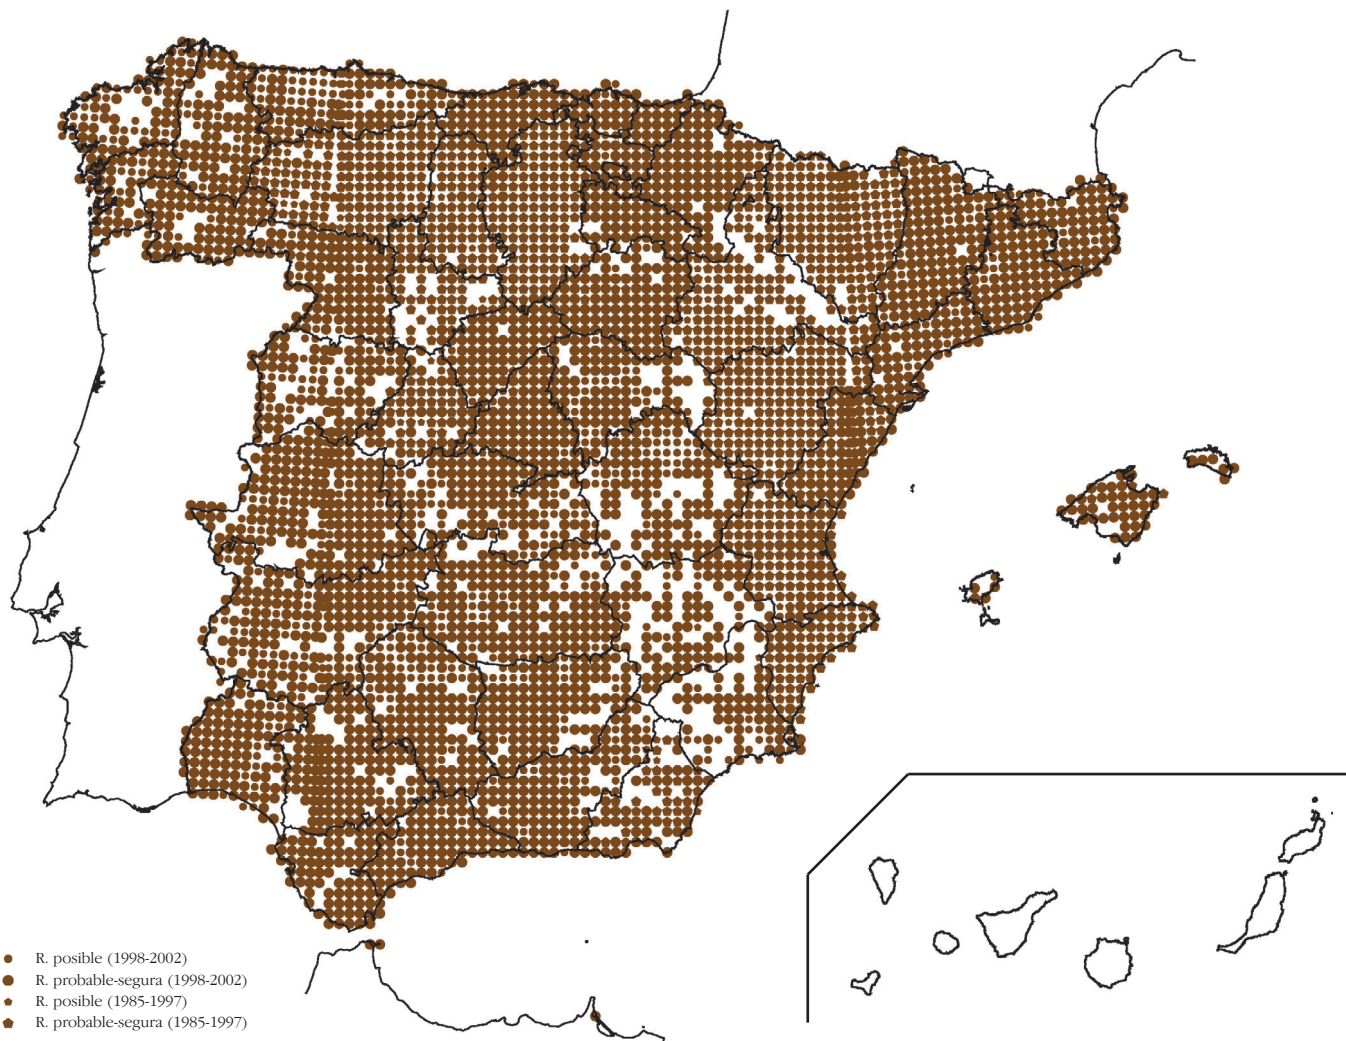 R. posible (1998-2002)
R. probable-segura (1998-2002)
R. posible (1985-1997)
R. probable-segura (1985-1997)